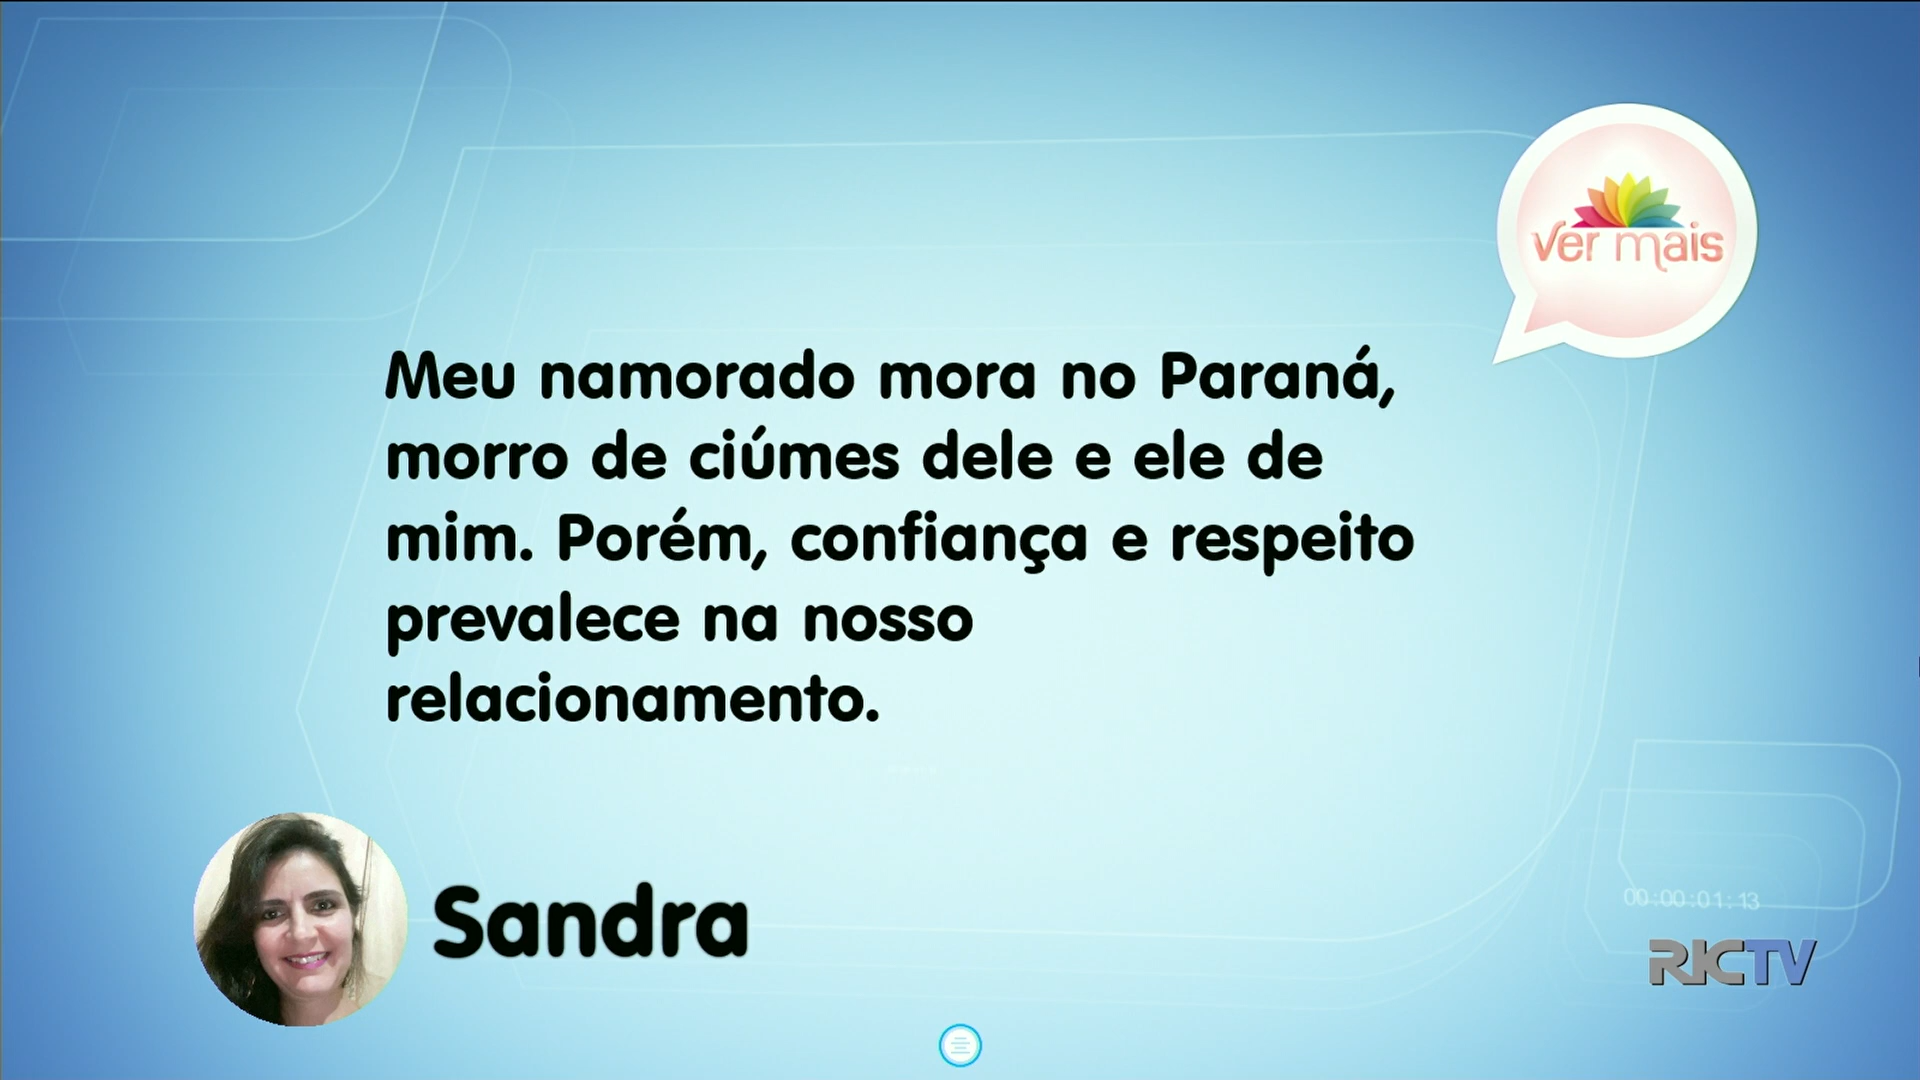 ver mais
Meu namorado mora no Paraná,
morro de ciúmes dele e ele de
mim. Porém, confiança e respeito
prevalece na nosso
relacionamento.
Sandra
00:00:01:13
RICTV